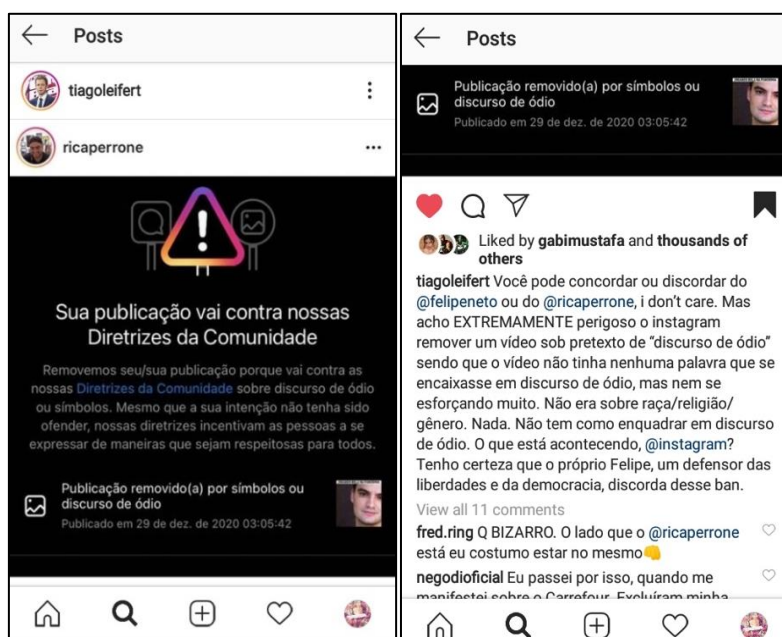 Posts
tiagoleifert
ricaperrone
Sua publicação vai contra nossas
Diretrizes da Comunidade
Removemos seu/sua publicação porque vai contra as
nossas Diretrizes da Comunidade sobre discurso de ódio
ou símbolos. Mesmo que a sua intenção não tenha sido
ofender, nossas diretrizes incentivam as pessoas a se
expressar de maneiras que sejam respeitosas para todos.
Publicação removido(a) por símbolos ou
discurso de ódio
Publicado em 29 de dez. de 2020 03:05:42
Posts
Publicação removido(a) por símbolos ou
discurso de ódio
Publicado em 29 de dez. de 2020 03:05:42
Liked by gabimustafa and thousands of
others
tiagoleifert Você pode concordar ou discordar do
@felipeneto ou do @ricaperrone, i don't care. Mas
acho EXTREMAMENTE perigoso o instagram
remover um vídeo sob pretexto de “discurso de ódio”
sendo que o vídeo não tinha nenhuma palavra que se
encaixasse em discurso de ódio, mas nem se
esforçando muito. Não era sobre raça/religião/
gênero. Nada. Não tem como enquadrar em discurso
de ódio. O que está acontecendo, @instagram?
Tenho certeza que o próprio Felipe, um defensor das
liberdades e da democracia, discorda desse ban.
View all 11 comments
fred.ring Q BIZARRO. O lado que o @ricaperrone
está eu costumo estar no mesmo👊
negodioficial Eu passei por isso, quando me
manifestei sobre o Carrefour. Excluíram minha